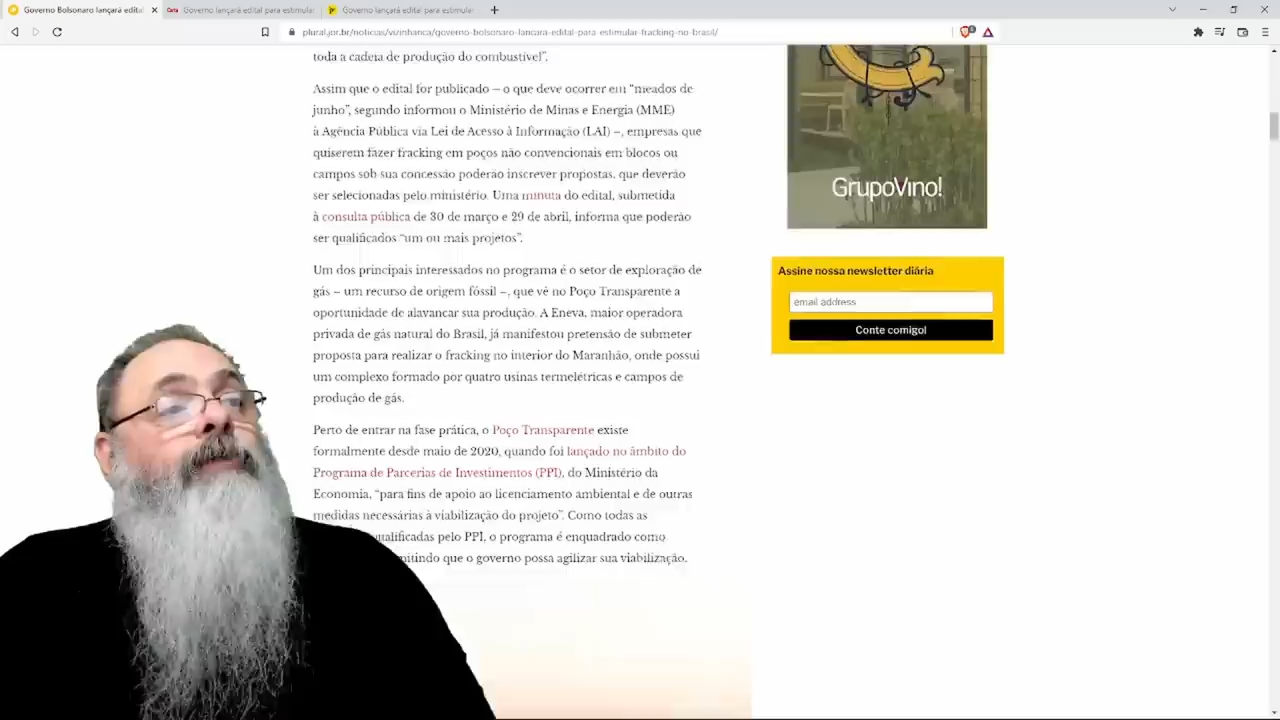 Governo Bolsonaro lançará edital
Governo lançará edital para estimular
Governo lançará edital para estimular
plural.jor.br/noticias/vizinhanca/governo-bolsonaro-lancara-edital-para-estimular-fracking-no-brasil/
toda a cadeia de produção do combustível”.
Assim que o edital for publicado – o que deve ocorrer em “meados de
junho”, segundo informou o Ministério de Minas e Energia (MME)
à Agência Pública via Lei de Acesso à Informação (LAI) –, empresas que
quiserem fazer fracking em poços não convencionais em blocos ou
campos sob sua concessão poderão inscrever propostas, que deverão
ser selecionadas pelo ministério. Uma minuta do edital, submetida
à consulta pública de 30 de março e 29 de abril, informa que poderão
ser qualificados “um ou mais projetos”.
Um dos principais interessados no programa é o setor de exploração de
gás – um recurso de origem fóssil –, que vê no Poço Transparente a
oportunidade de alavancar sua produção. A Eneva, maior operadora
privada de gás natural do Brasil, já manifestou pretensão de submeter
proposta para realizar o fracking no interior do Maranhão, onde possui
um complexo formado por quatro usinas termelétricas e campos de
produção de gás.
Perto de entrar na fase prática, o Poço Transparente existe
formalmente desde maio de 2020, quando foi lançado no âmbito do
Programa de Parcerias de Investimentos (PPI), do Ministério da
Economia, “para fins de apoio ao licenciamento ambiental e de outras
medidas necessárias à viabilização do projeto”. Como todas as
qualificadas pelo PPI, o programa é enquadrado como
que o governo possa agilizar sua viabilização.
GrupoVino!
Assine nossa newsletter diária
email address
Conte comigo!